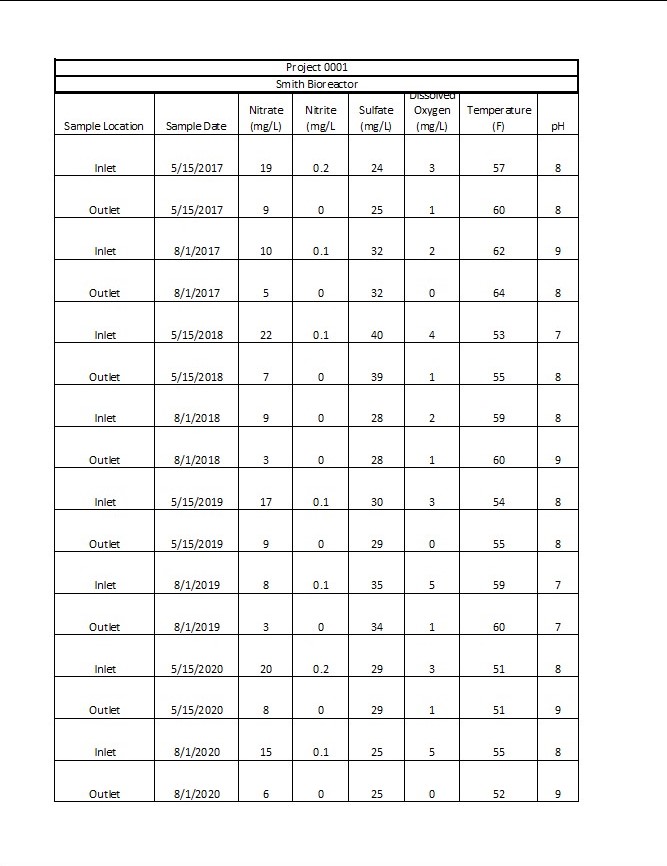 Project 0001
Smith Bioreactor
Sample Location Sample Date Nitrate (mg/L) Nitrite (mg/L Sulfate (mg/L) Dissolved Oxygen (mg/L) Temperature (F) pH
Inlet 5/15/2017 19 0.2 24 3 57 8
Outlet 5/15/2017 9 0 25 1 60 8
Inlet 8/1/2017 10 0.1 32 2 62 9
Outlet 8/1/2017 5 0 32 0 64 8
Inlet 5/15/2018 22 0.1 40 4 53 7
Outlet 5/15/2018 7 0 39 1 55 8
Inlet 8/1/2018 9 0 28 2 59 8
Outlet 8/1/2018 3 0 28 1 60 9
Inlet 5/15/2019 17 0.1 30 3 54 8
Outlet 5/15/2019 9 0 29 0 55 8
Inlet 8/1/2019 8 0.1 35 5 59 7
Outlet 8/1/2019 3 0 34 1 60 7
Inlet 5/15/2020 20 0.2 29 3 51 8
Outlet 5/15/2020 8 0 29 1 51 9
Inlet 8/1/2020 15 0.1 25 5 55 8
Outlet 8/1/2020 6 0 25 0 52 9